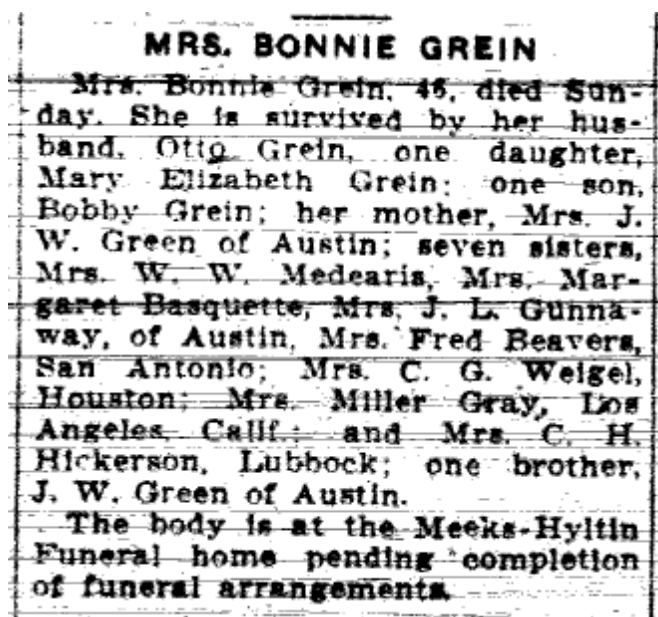 MRS. BONNIE GREIN
Mrs. Bonnie Grein, 46, died Sun-
day. She is survived by her hus-
band, Otto Grein, one daughter,
Mary Elizabeth Grein; one son,
Bobby Grein; her mother, Mrs. J.
W. Green of Austin; seven sisters,
Mrs. W. W. Medearis, Mrs. Mar-
garet Basquette, Mrs. J. L. Gunna-
way, of Austin, Mrs. Fred Beavers,
San Antonio; Mrs. C. G. Weigel,
Houston; Mrs. Miller Gray, Los
Angeles, Calif.; and Mrs. C. H.
Hickerson, Lubbock; one brother,
J. W. Green of Austin.
The body is at the Meeks-Hyltin
Funeral home pending completion
of funeral arrangements.